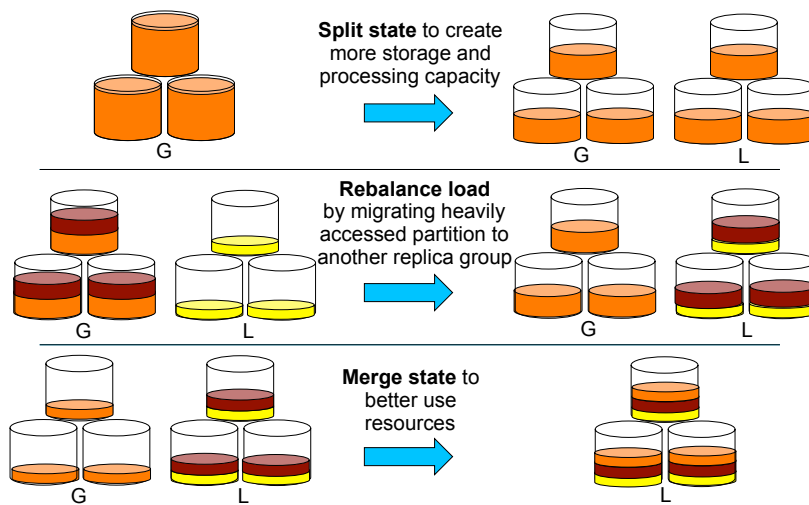 Split state to create
more storage and
processing capacity
G
G
L
Rebalance load
by migrating heavily
accessed partition to
another replica group
G
L
G
L
Merge state to
better use
resources
G
L
L